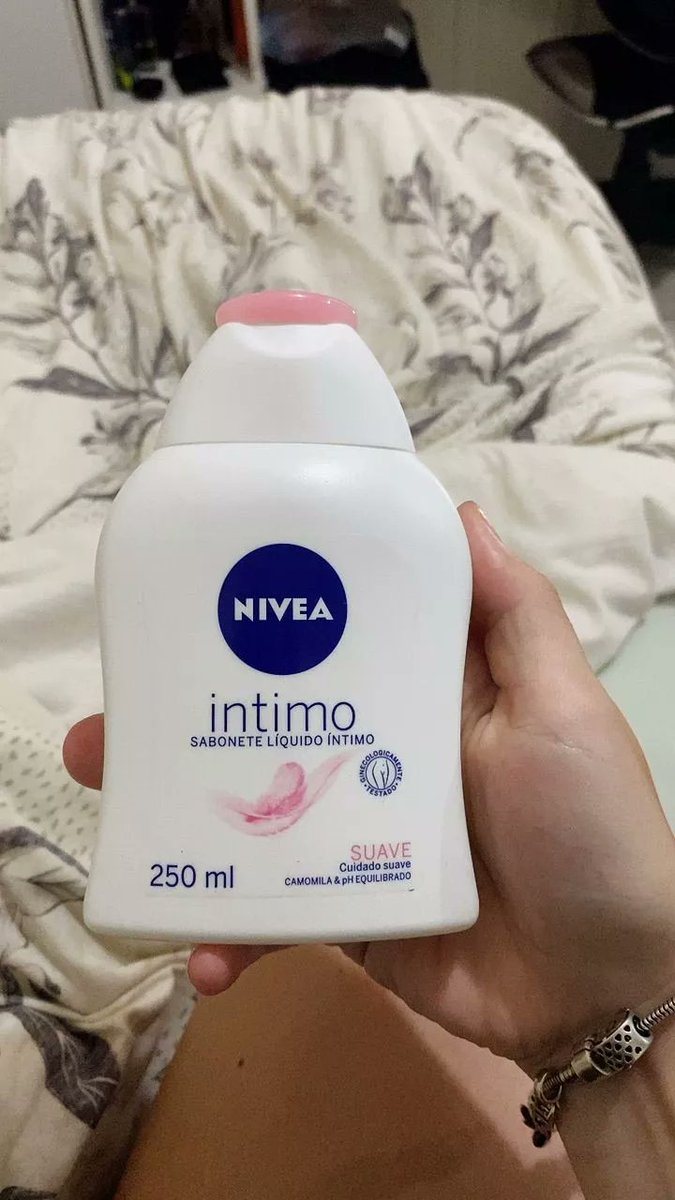 NIVEA
intimo
SABONETE LÍQUIDO ÍNTIMO
GINECOLOGICAMENTE
TESTADO
SUAVE
Cuidado suave
CAMOMILA & pH EQUILIBRADO
250 ml